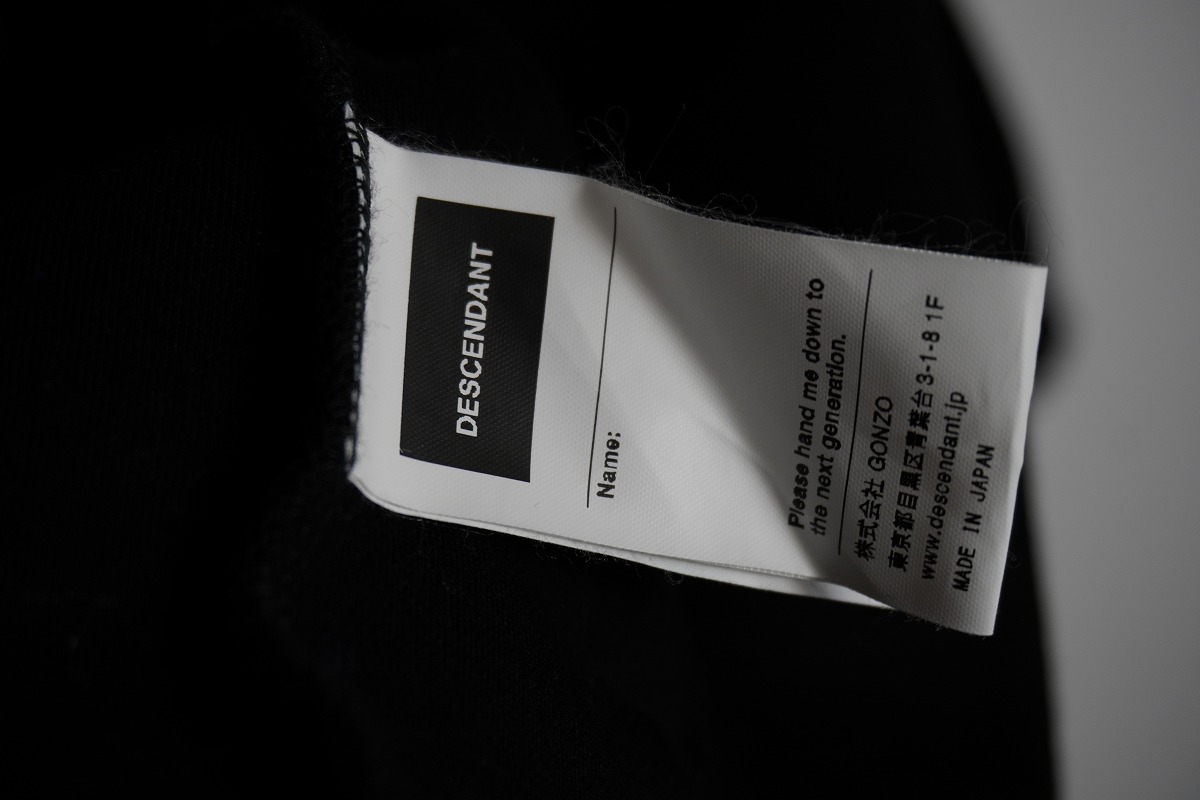 DESCENDANT
Name:
Please hand me down to
the next generation.
株式会社 GONZO
東京都目黒区青葉台3-1-8 1F
www.descendant.jp
MADE IN JAPAN